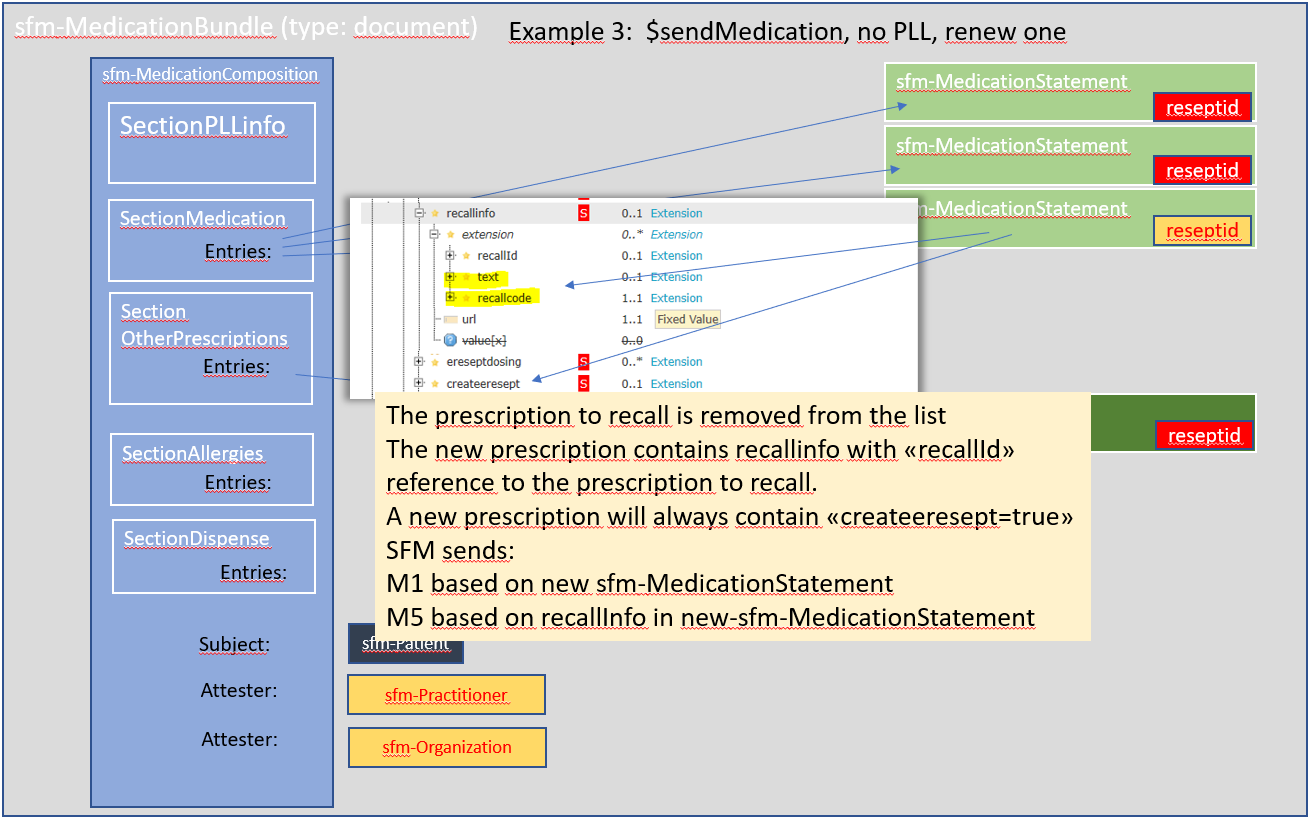 sfm-MedicationBundle (type: document)
Example 3:  $sendMedication, no PLL, renew one
sfm-MedicationComposition
SectionPLLinfo
SectionMedication
Entries:
Section
OtherPrescriptions
Entries:
SectionAllergies
Entries:
SectionDispense
Entries:
Subject:
Attester:
Attester:
sfm-MedicationStatement
reseptid
sfm-MedicationStatement
reseptid
m-MedicationStatement
reseptid
reseptid
recallinfo S 0..1 Extension
extension 0..* Extension
recallId 0..1 Extension
text 0..1 Extension
recallcode 1..1 Extension
url 1..1 Fixed Value
value[x] 0..0
ereseptdosing S 0..* Extension
createeresept S 0..1 Extension
The prescription to recall is removed from the list
The new prescription contains recallinfo with «recallId»
reference to the prescription to recall.
A new prescription will always contain «createeresept=true»
SFM sends:
M1 based on new sfm-MedicationStatement
M5 based on recallInfo in new-sfm-MedicationStatement
sfm-Patient
sfm-Practitioner
sfm-Organization